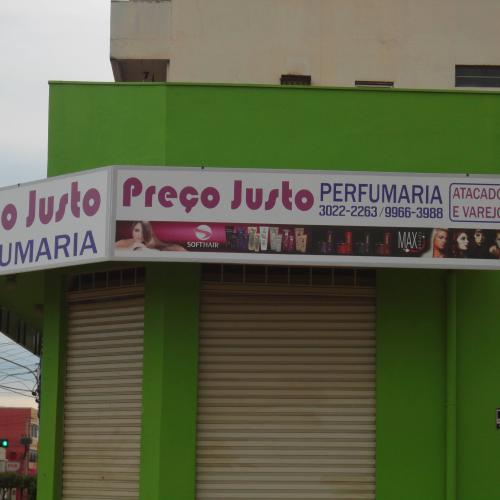 o Justo
UMARIA
Preço Justo
PERFUMARIA
3022-2263/9966-3988
ATACADO
E VAREJO
SOFTHAIR
MAX